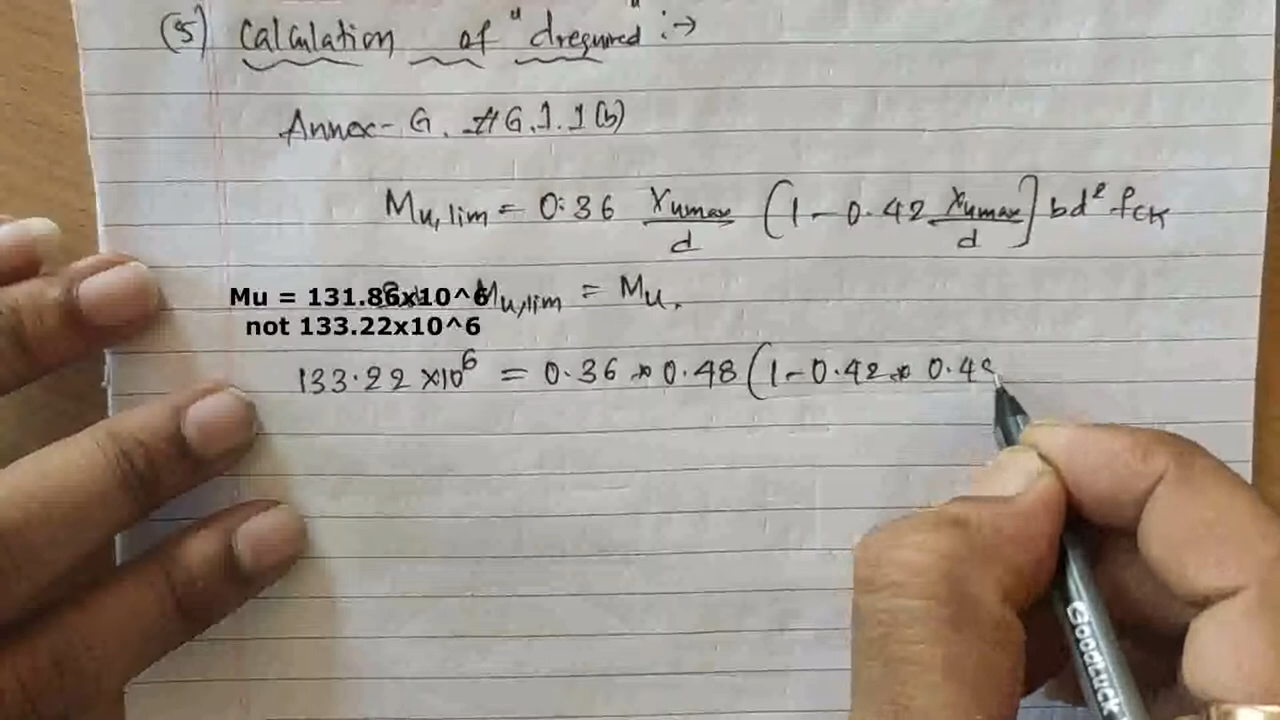 (5) Calculation of "drequired" :→
Annex- G. # G.1.1(b)
Mu,lim = 0.36 xumax/d (1 - 0.42 xumax/d] bd² fck
Mu,lim = Mu.
Mu = 131.86x10^6
not 133.22x10^6
133.22 x10⁶ = 0.36 * 0.48 (1-0.42 * 0.48
GOODLUCK